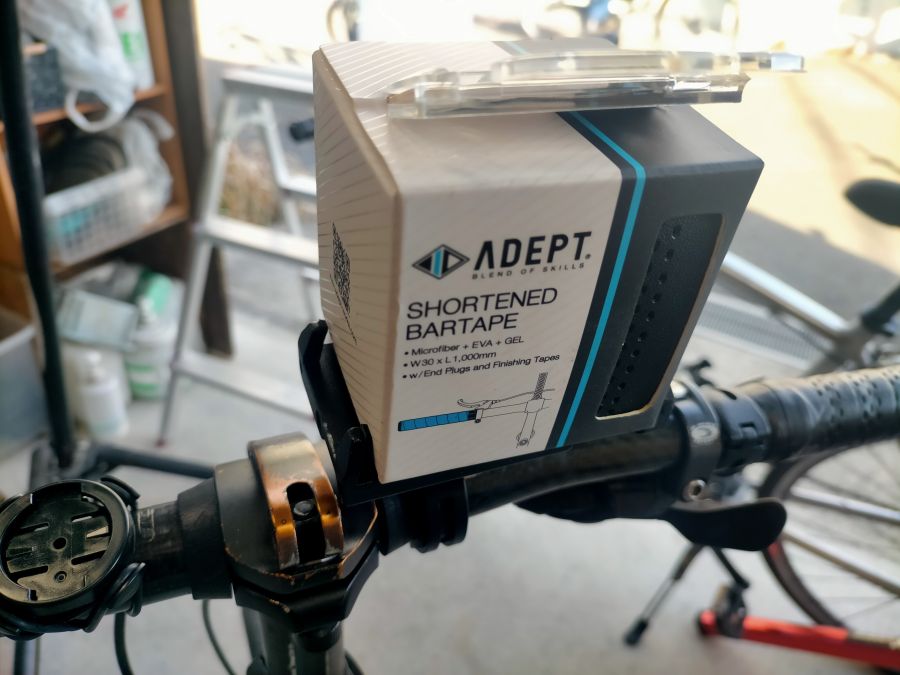 ADEPT®
BLEND OF SKILLS
SHORTENED
BARTAPE
• Microfiber + EVA + GEL
• W30 x L1,000mm
• w/End Plugs and Finishing Tapes